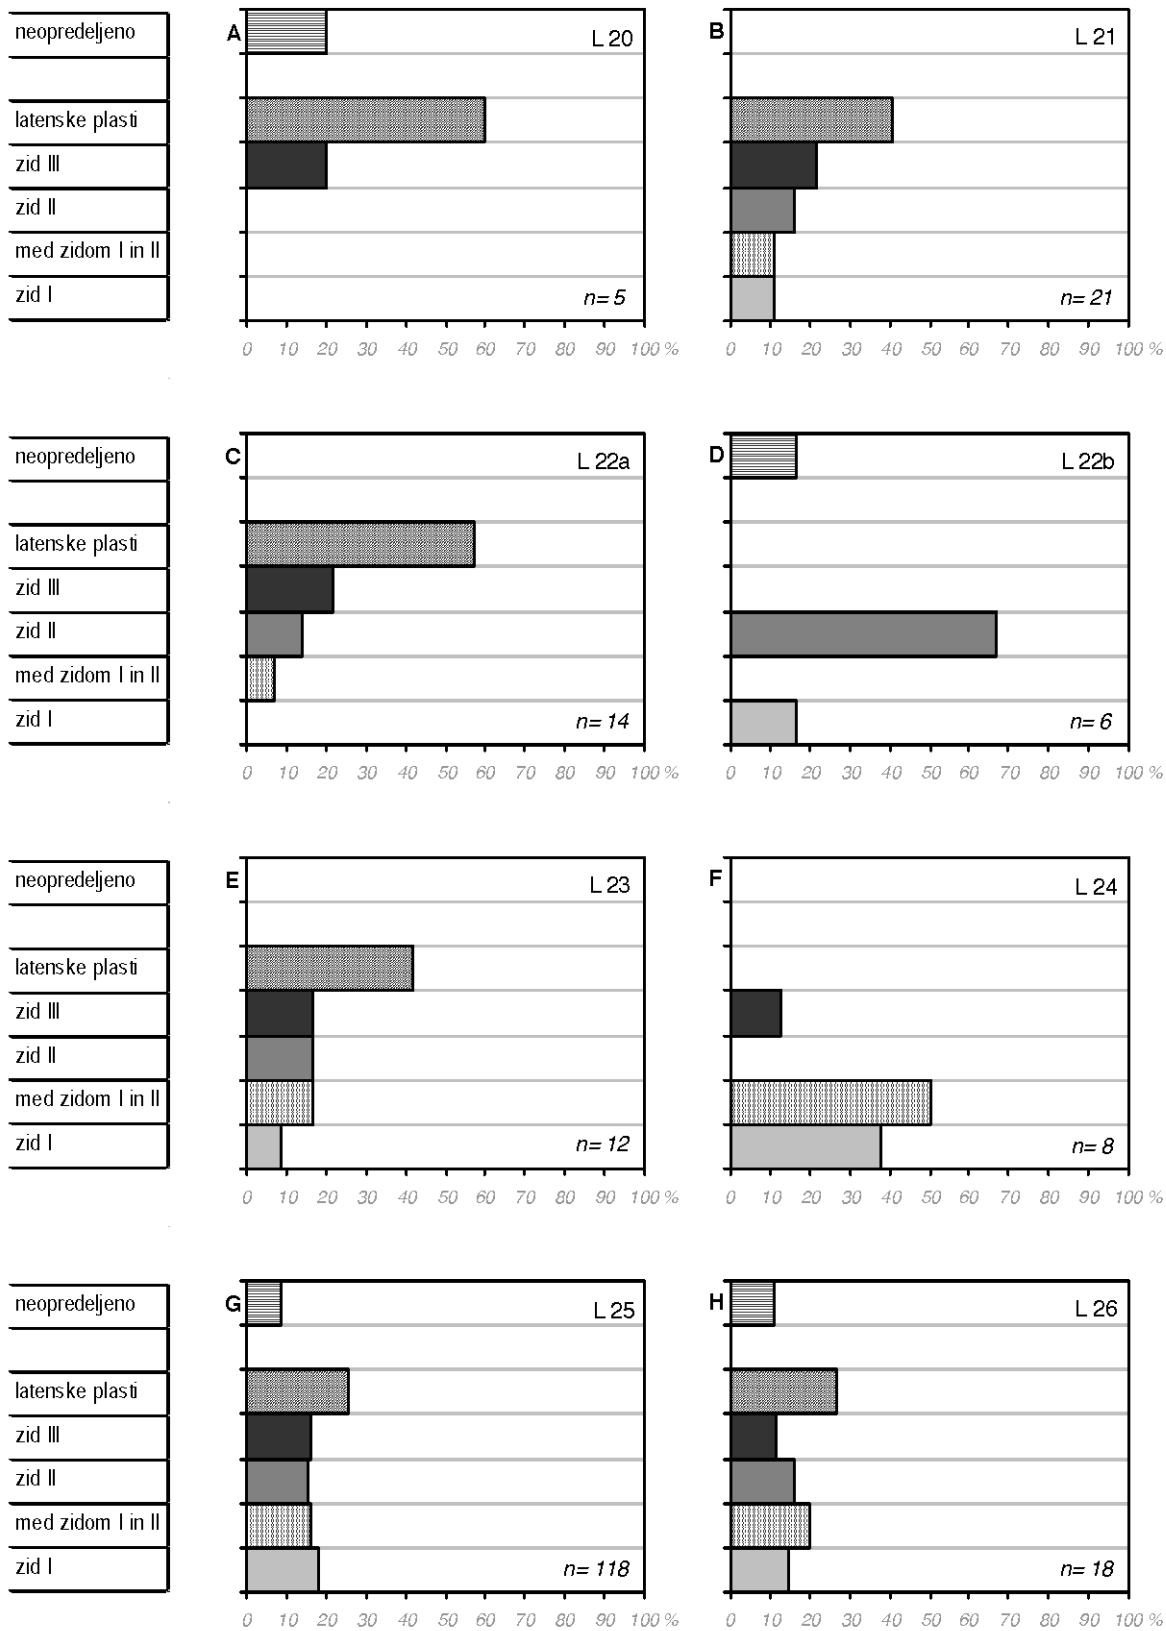 neopredeljeno
latenske plasti
zid III
zid II
med zidom I in II
zid I
A
L 20
n= 5
0 10 20 30 40 50 60 70 80 90 100 %
B
L 21
n= 21
0 10 20 30 40 50 60 70 80 90 100 %
neopredeljeno
latenske plasti
zid III
zid II
med zidom I in II
zid I
C
L 22a
n= 14
0 10 20 30 40 50 60 70 80 90 100 %
D
L 22b
n= 6
0 10 20 30 40 50 60 70 80 90 100 %
neopredeljeno
latenske plasti
zid III
zid II
med zidom I in II
zid I
E
L 23
n= 12
0 10 20 30 40 50 60 70 80 90 100 %
F
L 24
n= 8
0 10 20 30 40 50 60 70 80 90 100 %
neopredeljeno
latenske plasti
zid III
zid II
med zidom I in II
zid I
G
L 25
n= 118
0 10 20 30 40 50 60 70 80 90 100 %
H
L 26
n= 18
0 10 20 30 40 50 60 70 80 90 100 %